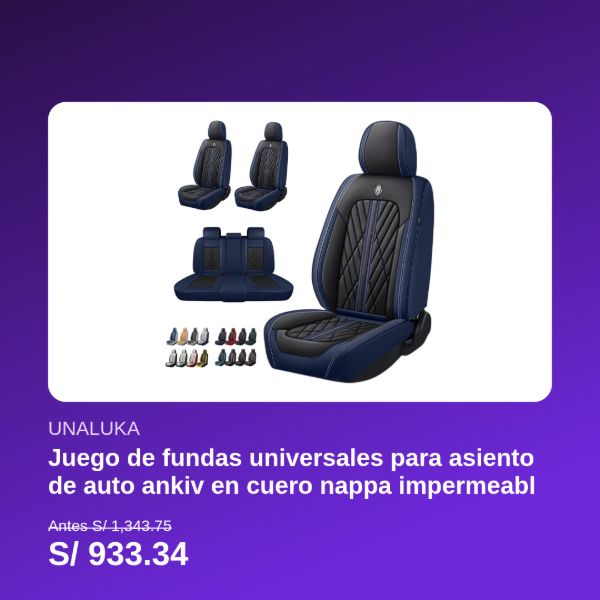 UNALUKA
Juego de fundas universales para asiento
de auto ankiv en cuero nappa impermeabl
Antes S/ 1,343.75
S/ 933.34